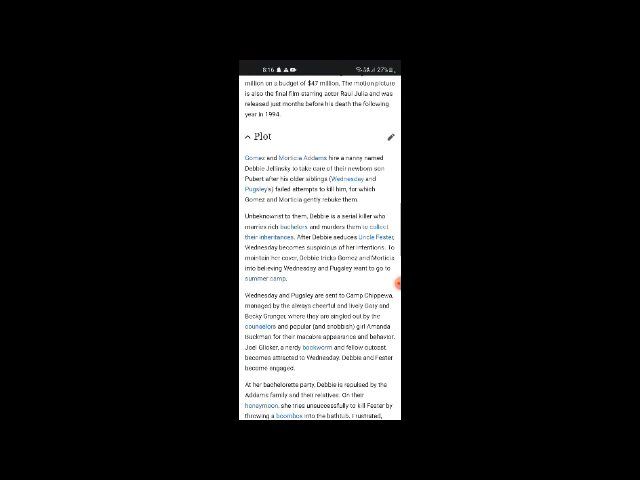 8:16 27%
million on a budget of $47 million. The motion picture
is also the final film starring actor Raul Julia and was
released just months before his death the following
year in 1994.
Plot
Gomez and Morticia Addams hire a nanny named
Debbie Jellinsky to take care of their newborn son
Pubert after his older siblings (Wednesday and
Pugsley's) failed attempts to kill him, for which
Gomez and Morticia gently rebuke them.
Unbeknownst to them, Debbie is a serial killer who
marries rich bachelors and murders them to collect
their inheritances. After Debbie seduces Uncle Fester,
Wednesday becomes suspicious of her intentions. To
maintain her cover, Debbie tricks Gomez and Morticia
into believing Wednesday and Pugsley want to go to
summer camp.
Wednesday and Pugsley are sent to Camp Chippewa,
managed by the always cheerful and lively Gary and
Becky Granger, where they are singled out by the
counselors and popular (and snobbish) girl Amanda
Buckman for their macabre appearance and behavior.
Joel Glicker, a nerdy bookworm and fellow outcast,
becomes attracted to Wednesday. Debbie and Fester
become engaged.
At her bachelorette party, Debbie is repulsed by the
Addams family and their relatives. On their
honeymoon, she tries unsuccessfully to kill Fester by
throwing a boombox into the bathtub. Frustrated,